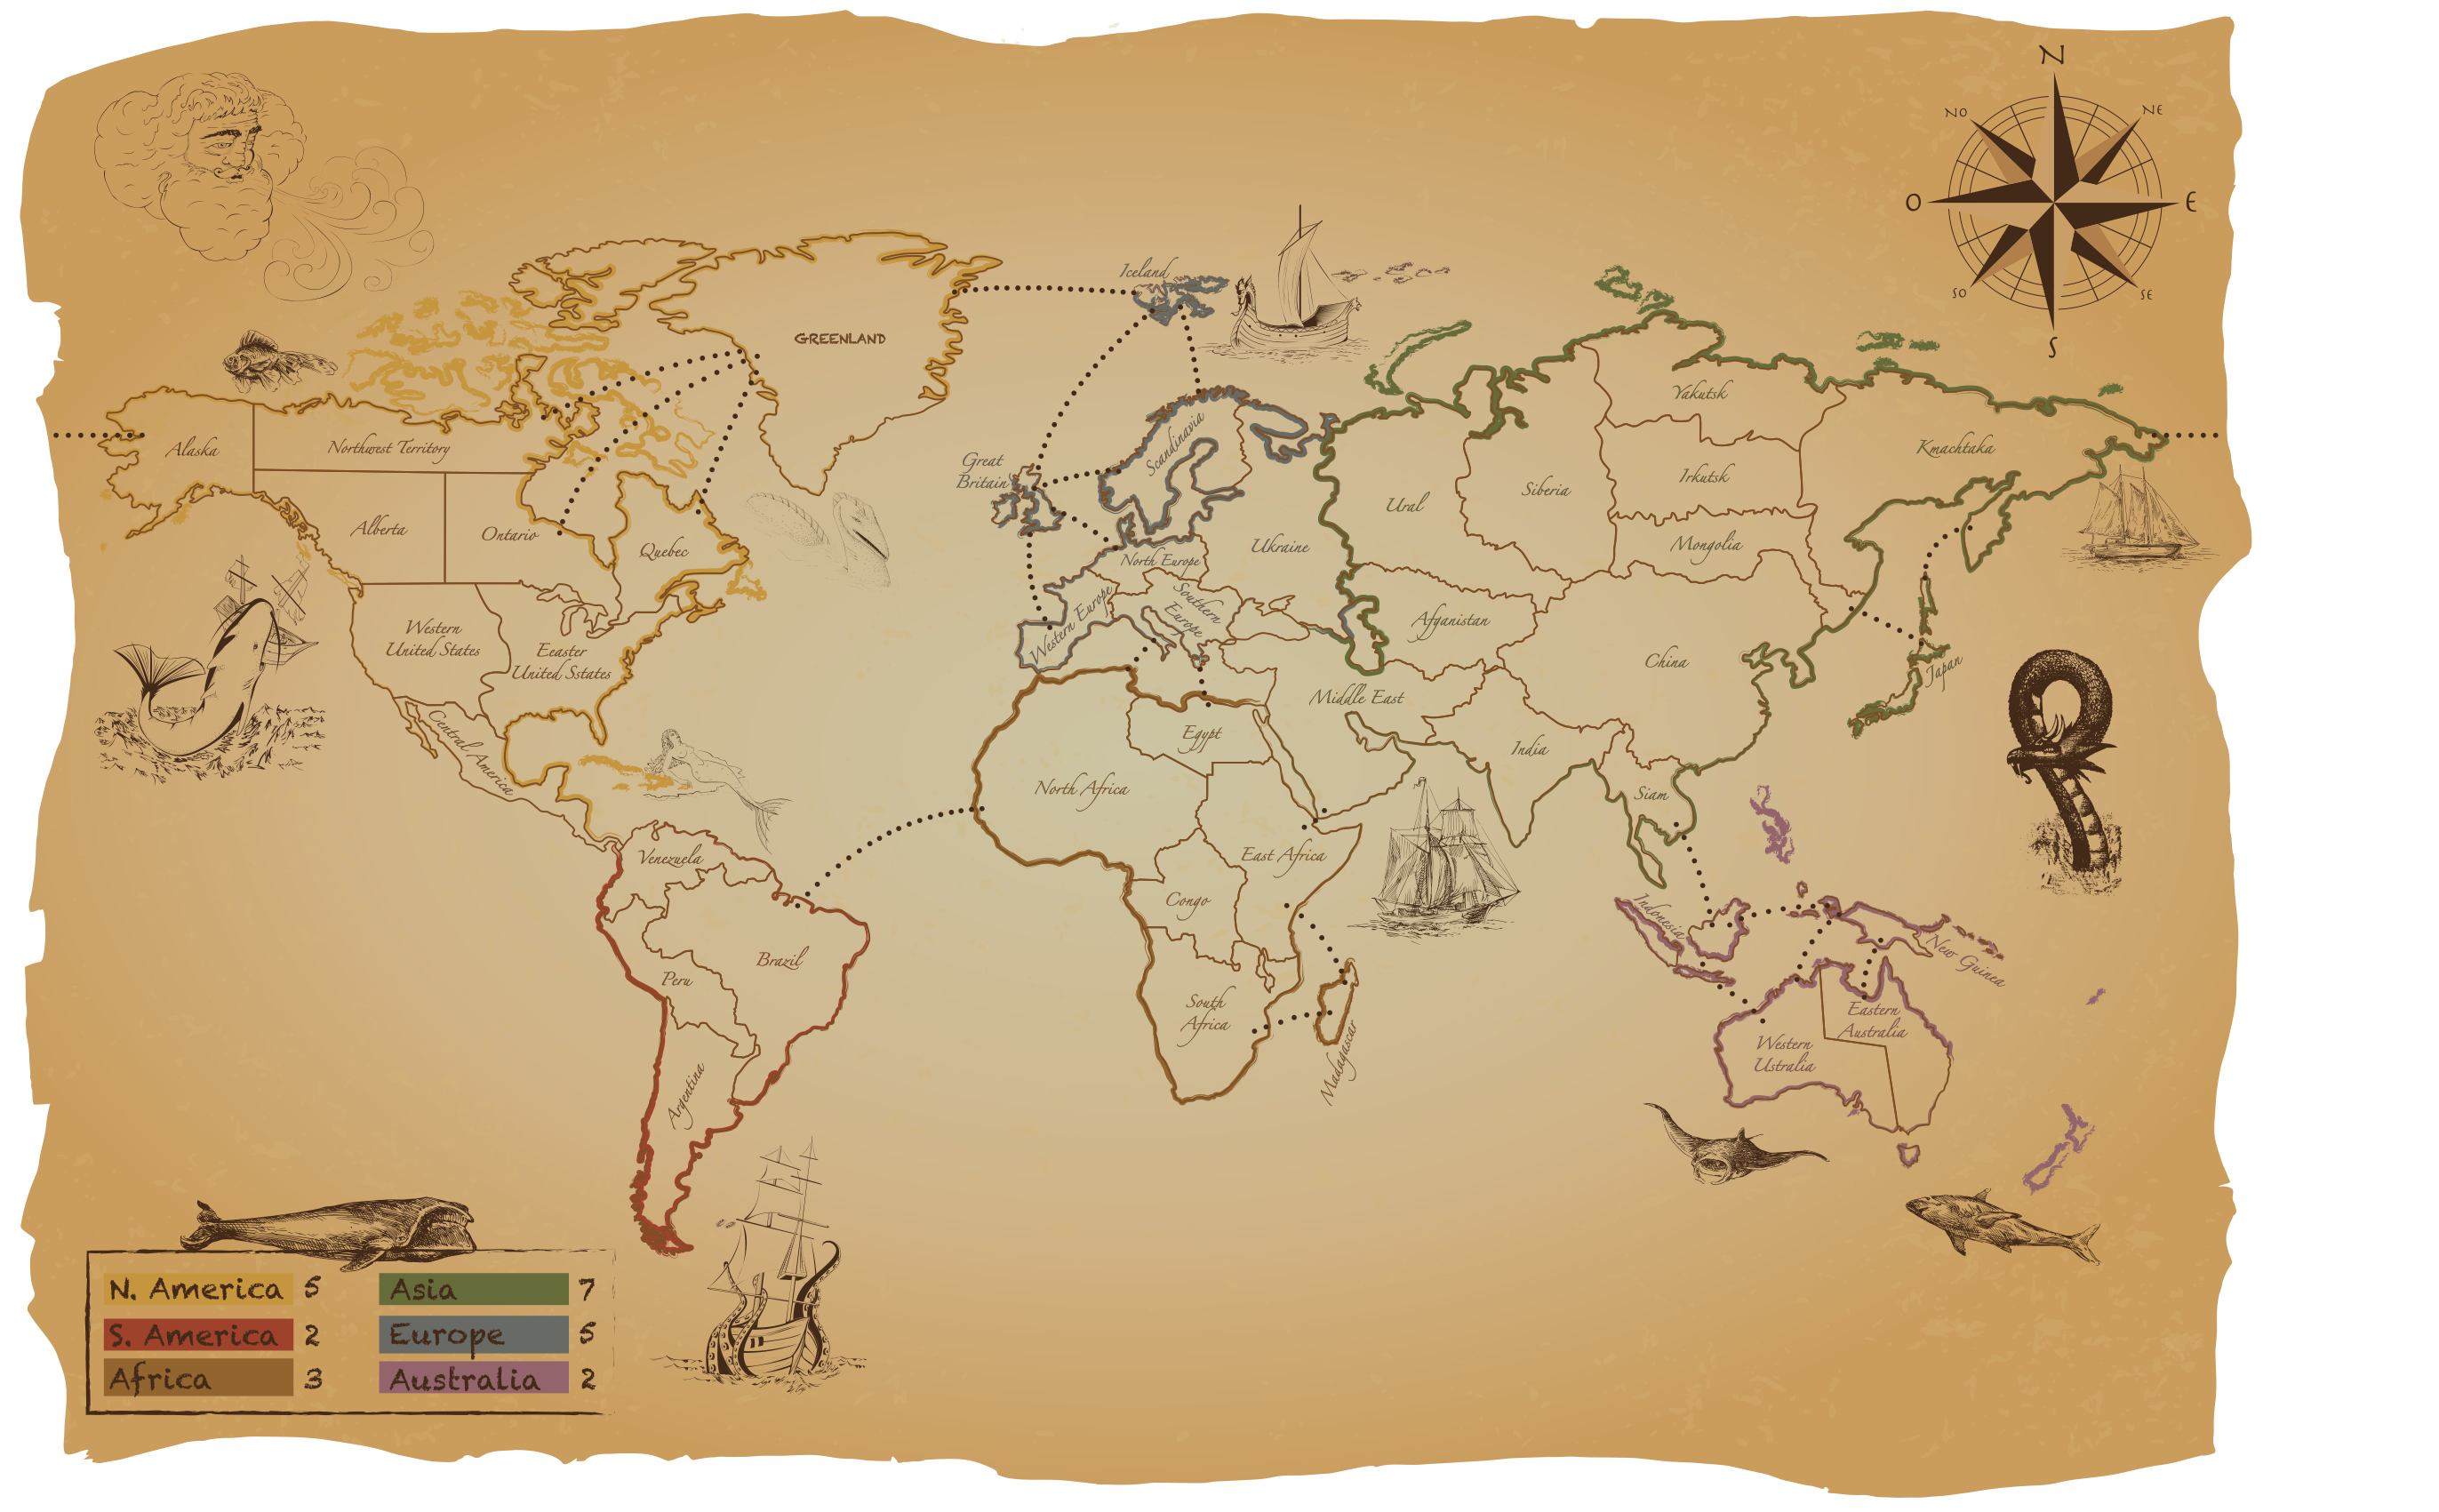 N
NO
NE
O
E
SO
SE
S
Iceland
GREENLAND
Alaska
Northwest Territory
Great
Britain
Scandinavia
Yakutsk
Kmachtaka
Irkutsk
Siberia
Ural
Alberta
Ontario
Quebec
Ukraine
North Europe
Mongolia
Western Europe
Southern
Europe
Afganistan
Western
United States
Eeaster
United Sstates
China
Japan
Middle East
Central America
Egypt
India
North Africa
Siam
Venezuela
East Africa
Congo
Indonesia
New Guinea
Brazil
Peru
South
Africa
Eastern
Australia
Western
Ustralia
Madagascar
Argentina
N. America 5
Asia 7
S. America 2
Europe 5
Africa 3
Australia 2